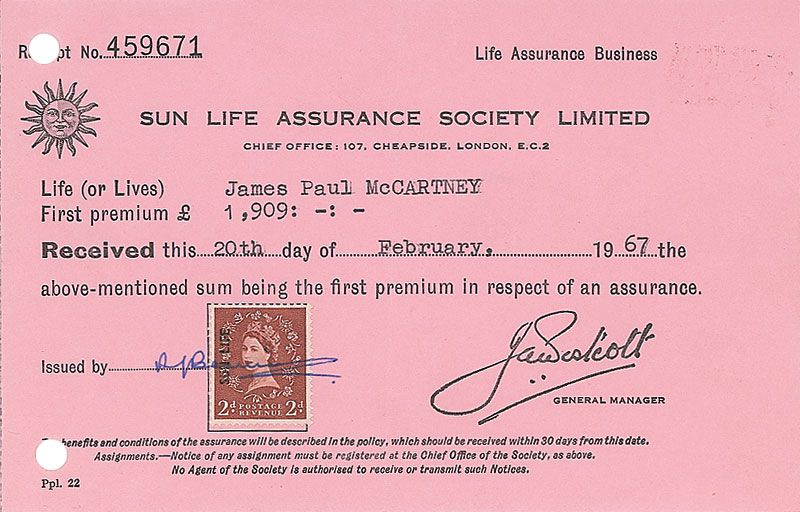 R pt No. 459671
Life Assurance Business
SUN LIFE ASSURANCE SOCIETY LIMITED
CHIEF OFFICE: 107, CHEAPSIDE, LONDON, E.C.2
Life (or Lives) James Paul McCARTNEY
First premium £ 1,909: -: -
Received this 20th day of February, 1967 the
above-mentioned sum being the first premium in respect of an assurance.
Issued by
SUN LIFE
2d POSTAGE REVENUE 2d
GENERAL MANAGER
benefits and conditions of the assurance will be described in the policy, which should be received within 30 days from this date.
Assignments.—Notice of any assignment must be registered at the Chief Office of the Society, as above.
No Agent of the Society is authorised to receive or transmit such Notices.
Ppl. 22